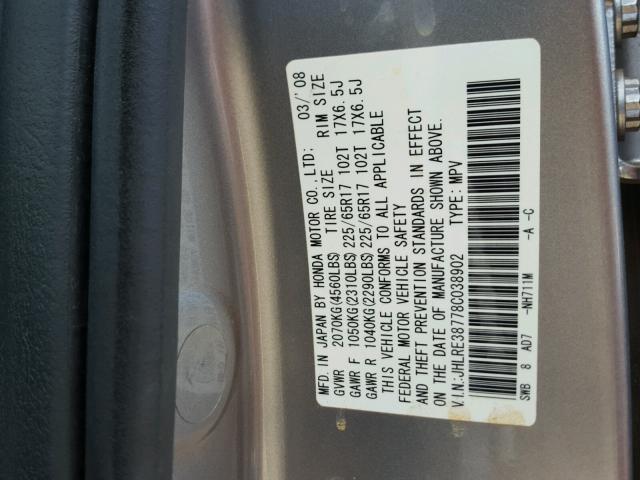 MFD. IN JAPAN BY HONDA MOTOR CO., LTD: 03/'08
GVWR 2070KG(4560LBS) TIRE SIZE RIM SIZE
GAWR F 1050KG(2310LBS) 225/65R17 102T 17X6.5J
GAWR R 1040KG(2290LBS) 225/65R17 102T 17X6.5J
THIS VEHICLE CONFORMS TO ALL APPLICABLE
FEDERAL MOTOR VEHICLE SAFETY
AND THEFT PREVENTION STANDARDS IN EFFECT
ON THE DATE OF MANUFACTURE SHOWN ABOVE.
V.I.N:JHLRE38778C038902 TYPE: MPV
SWB 8 AD7 -NH711M -A -C